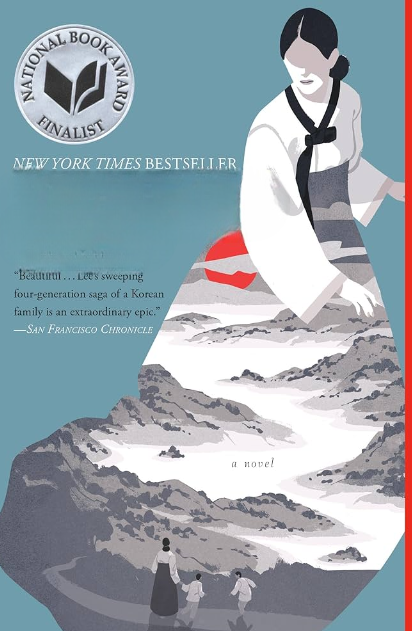 NATIONAL BOOK AWARD
FINALIST
NEW YORK TIMES BESTSELLER
“Beautiful . . . Lee’s sweeping
four-generation saga of a Korean
family is an extraordinary epic.”
—SAN FRANCISCO CHRONICLE
a novel